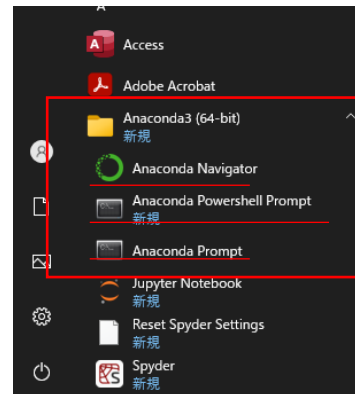 A
Access
Adobe Acrobat
Anaconda3 (64-bit)
新規
Anaconda Navigator
Anaconda Powershell Prompt
新規
Anaconda Prompt
Jupyter Notebook
新規
Reset Spyder Settings
新規
Spyder
新規